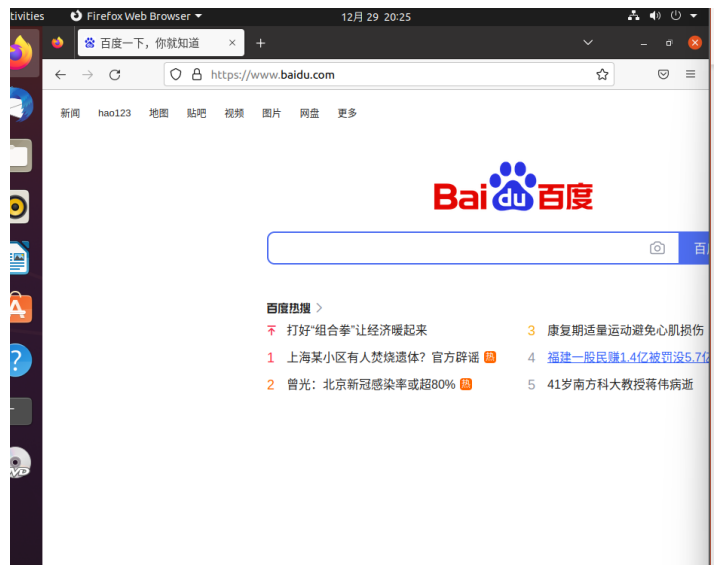 tivities Firefox Web Browser 12月 29 20:25
百度一下，你就知道
https://www.baidu.com
新闻 hao123 地图 贴吧 视频 图片 网盘 更多
Bai du 百度
百度热搜
打好“组合拳”让经济暖起来
1 上海某小区有人焚烧遗体？官方辟谣 热
2 曾光：北京新冠感染率或超80% 热
3 康复期适量运动避免心肌损伤
4 福建一股民赚1.4亿被罚没5.7亿
5 41岁南方科大教授蒋伟病逝